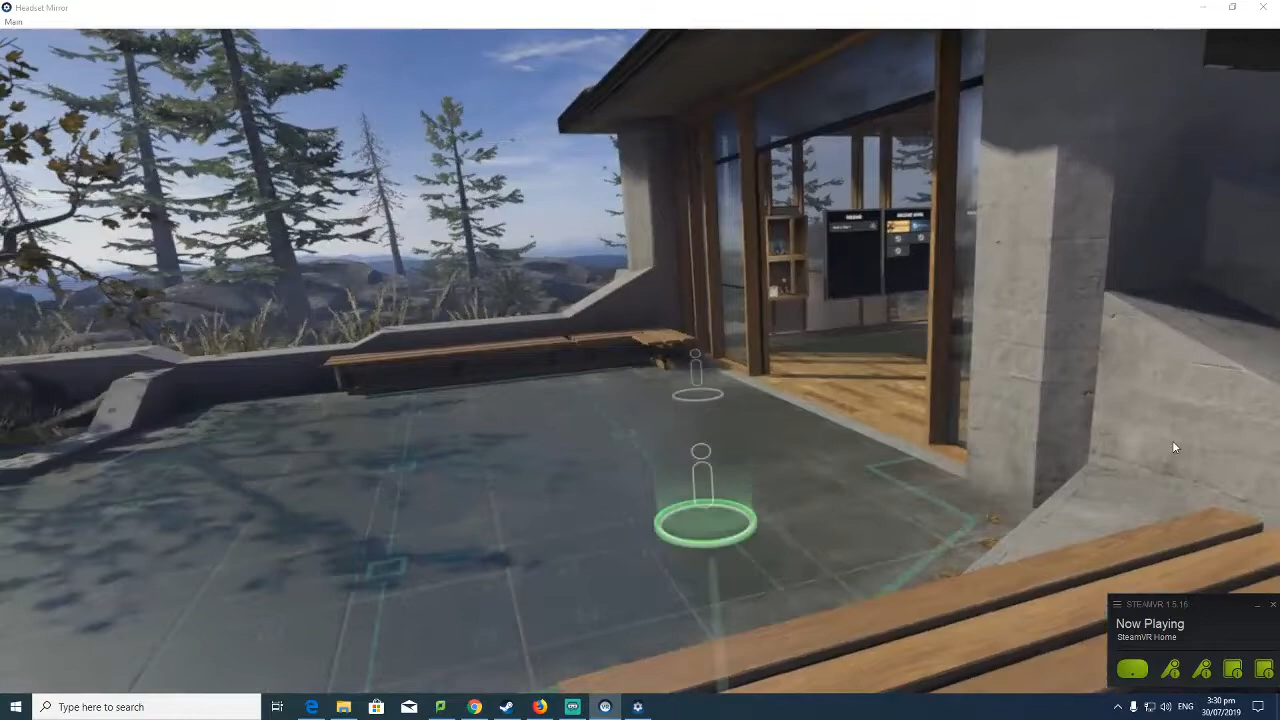 Headset Mirror
Main
STEAMVR 1.5.16
Now Playing
SteamVR Home
Type here to search
ENG
3:30 pm
30/07/2019